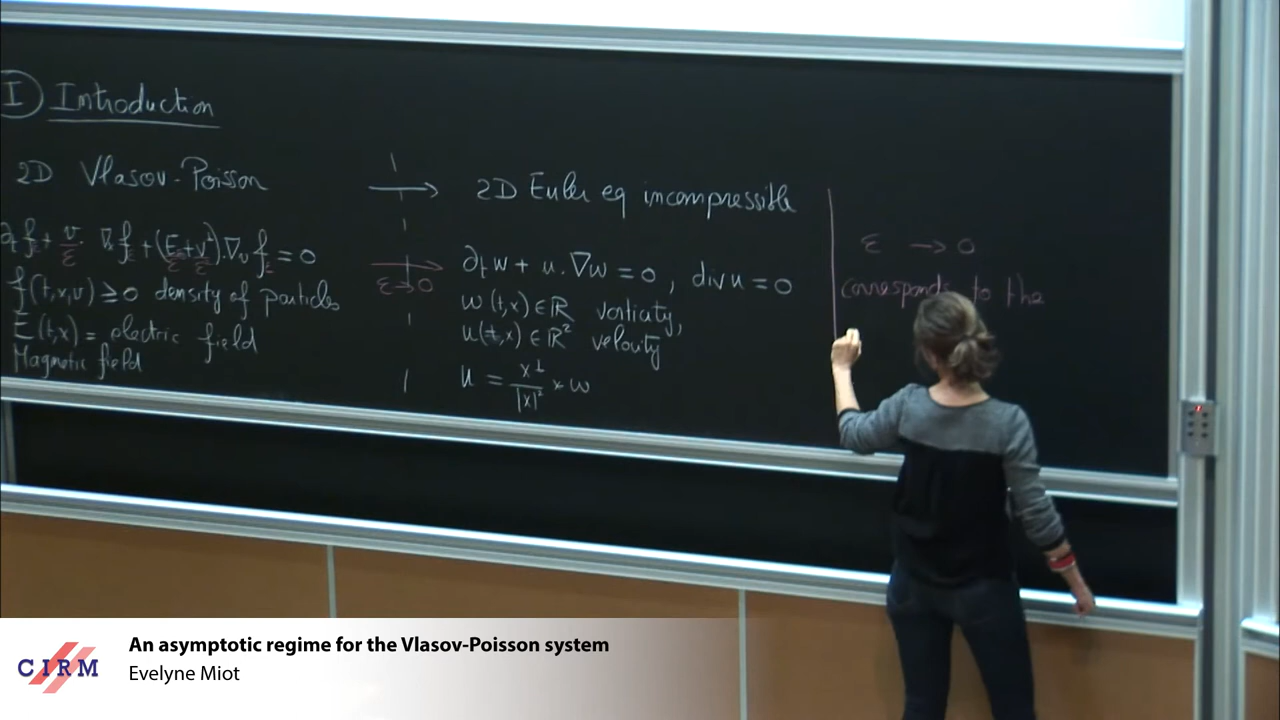 I Introduction
2D Vlasov-Poisson → 2D Euler eq incompressible
∂t fε + v/ε · ∇x fε + (E/ε + v⊥/ε²) · ∇v fε = 0
f(t,x,v) ≥ 0 density of particles
E(t,x) = electric field
Magnetic field
ε→0
∂t w + u . ∇w = 0 , div u = 0
w(t,x) ∈ ℝ vorticity,
u(t,x) ∈ ℝ² velocity
u = x⊥/|x|² * w
ε → 0
corresponds to the
CIRM
An asymptotic regime for the Vlasov-Poisson system
Evelyne Miot